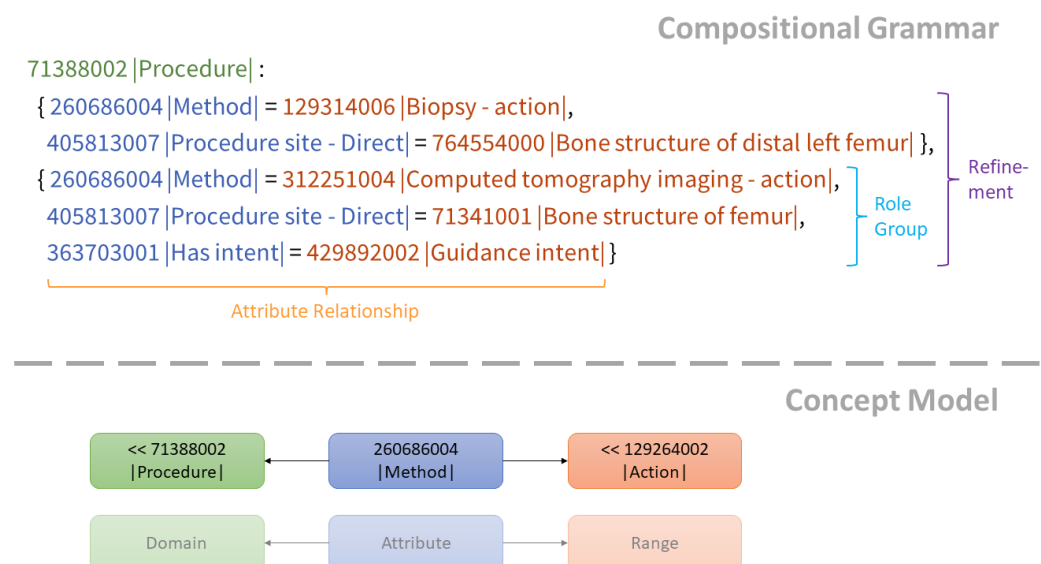 Compositional Grammar
71388002 |Procedure| :
{ 260686004 |Method| = 129314006 |Biopsy - action|,
405813007 |Procedure site - Direct| = 764554000 |Bone structure of distal left femur| },
{ 260686004 |Method| = 312251004 |Computed tomography imaging - action|,
405813007 |Procedure site - Direct| = 71341001 |Bone structure of femur|,
363703001 |Has intent| = 429892002 |Guidance intent| }
Refine-
ment
Role
Group
Attribute Relationship
Concept Model
<< 71388002
|Procedure|
260686004
|Method|
<< 129264002
|Action|
Domain
Attribute
Range